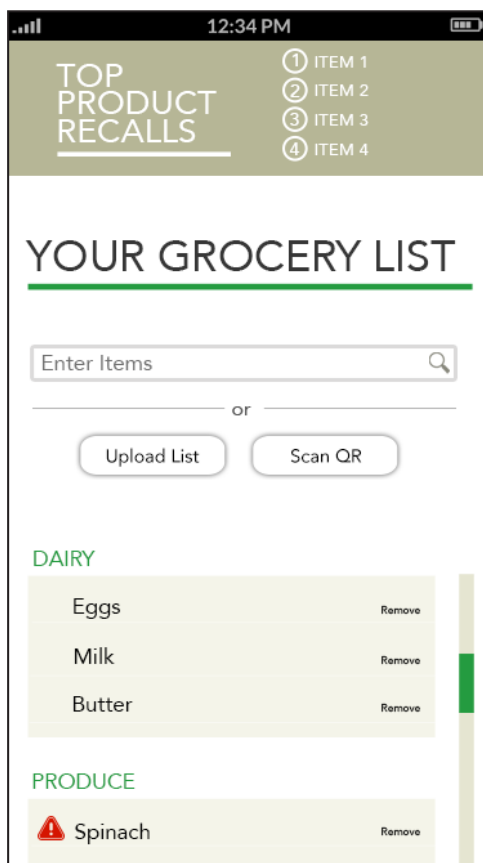 12:34 PM
TOP
PRODUCT
RECALLS
1 ITEM 1
2 ITEM 2
3 ITEM 3
4 ITEM 4
YOUR GROCERY LIST
Enter Items
or
Upload List
Scan QR
DAIRY
Eggs Remove
Milk Remove
Butter Remove
PRODUCE
Spinach Remove